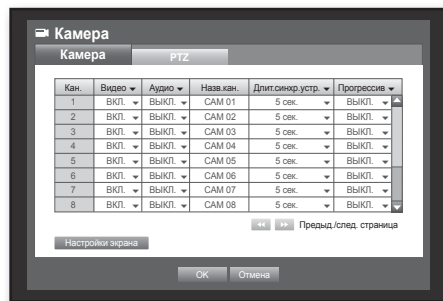 Камера
Камера PTZ
Кан. Видео Аудио Назв.кан. Длит.синхр.устр. Прогрессив
1 ВКЛ. ВЫКЛ. CAM 01 5 сек. ВЫКЛ.
2 ВКЛ. ВЫКЛ. CAM 02 5 сек. ВЫКЛ.
3 ВКЛ. ВЫКЛ. CAM 03 5 сек. ВЫКЛ.
4 ВКЛ. ВЫКЛ. CAM 04 5 сек. ВЫКЛ.
5 ВКЛ. ВЫКЛ. CAM 05 5 сек. ВЫКЛ.
6 ВКЛ. ВЫКЛ. CAM 06 5 сек. ВЫКЛ.
7 ВКЛ. ВЫКЛ. CAM 07 5 сек. ВЫКЛ.
8 ВКЛ. ВЫКЛ. CAM 08 5 сек. ВЫКЛ.
Предыд./след. страница
Настройки экрана
OK Отмена